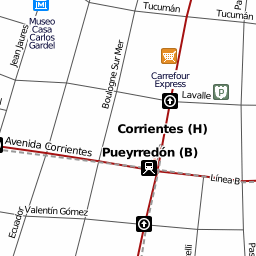 Tucumán
Tucumán
Museo
Casa
Carlos
Gardel
Jean Jaures
Boulogne Sur Mer
Carrefour
Express
Lavalle
P
Corrientes (H)
Avenida Corrientes
Pueyrredón (B)
Línea B
Ecuador
Valentín Gómez